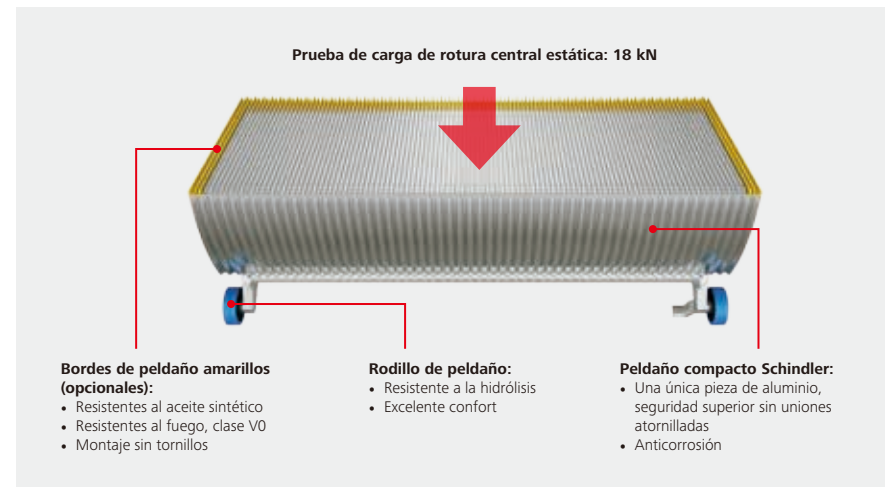 Prueba de carga de rotura central estática: 18 kN
Bordes de peldaño amarillos
(opcionales):
• Resistentes al aceite sintético
• Resistentes al fuego, clase V0
• Montaje sin tornillos
Rodillo de peldaño:
• Resistente a la hidrólisis
• Excelente confort
Peldaño compacto Schindler:
• Una única pieza de aluminio,
seguridad superior sin uniones
atornilladas
• Anticorrosión